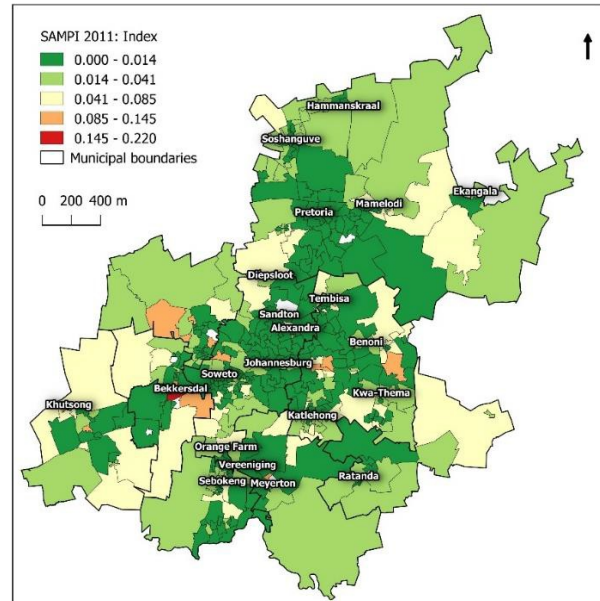 SAMPI 2011: Index
0.000 - 0.014
0.014 - 0.041
0.041 - 0.085
0.085 - 0.145
0.145 - 0.220
Municipal boundaries
0 200 400 m
Hammanskraal
Soshanguve
Ekangala
Mamelodi
Pretoria
Diepsloot
Tembisa
Sandton
Alexandra
Benoni
Johannesburg
Soweto
Bekkersdal
Kwa-Thema
Khutsong
Katlehong
Orange Farm
Vereeniging
Sebokeng
Meyerton
Ratanda